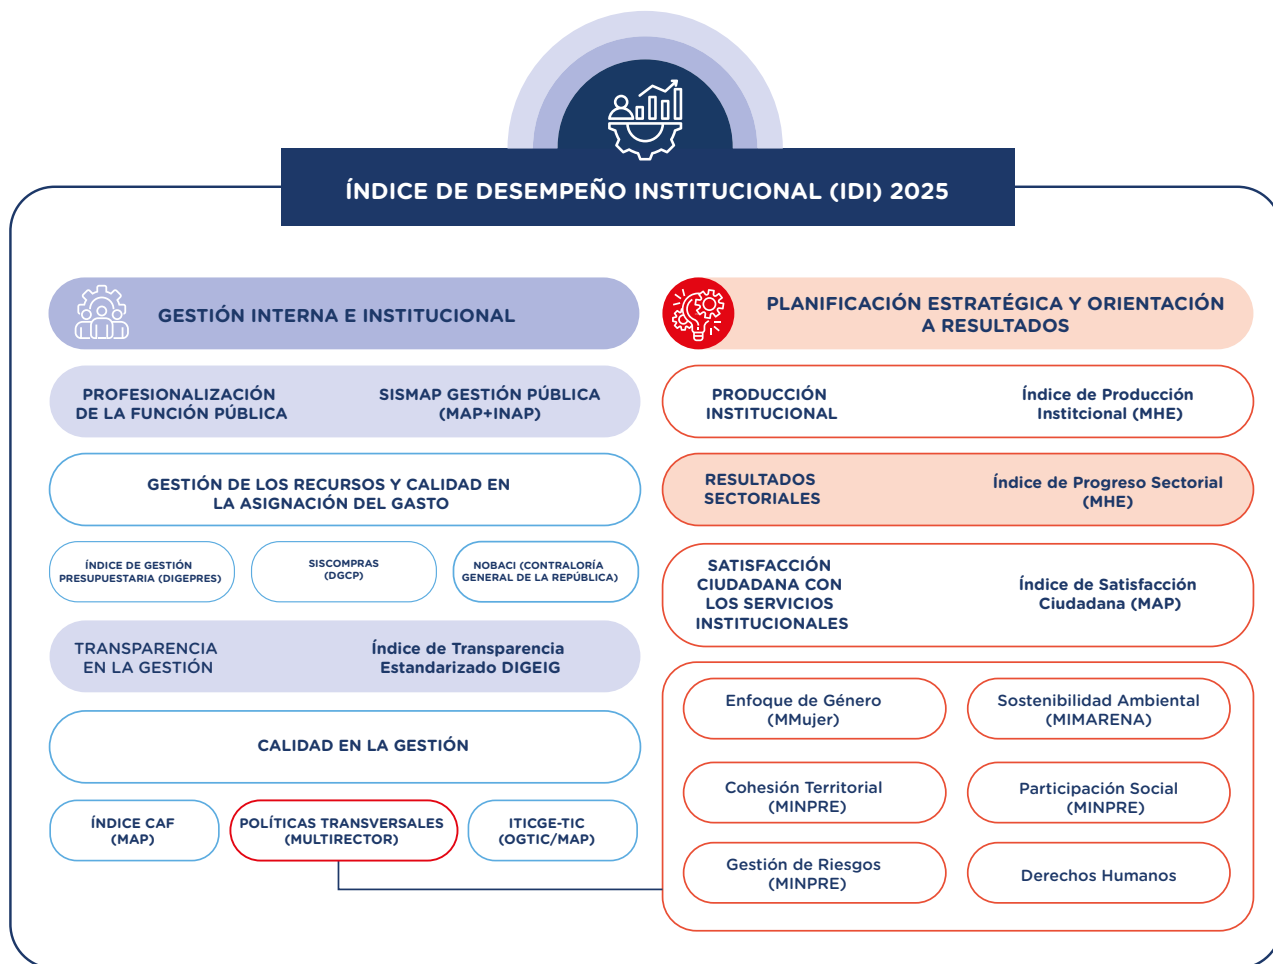 ÍNDICE DE DESEMPEÑO INSTITUCIONAL (IDI) 2025
GESTIÓN INTERNA E INSTITUCIONAL
PROFESIONALIZACIÓN
DE LA FUNCIÓN PÚBLICA
SISMAP GESTIÓN PÚBLICA
(MAP+INAP)
GESTIÓN DE LOS RECURSOS Y CALIDAD EN
LA ASIGNACIÓN DEL GASTO
ÍNDICE DE GESTIÓN
PRESUPUESTARIA (DIGEPRES)
SISCOMPRAS
(DGCP)
NOBACI (CONTRALORÍA
GENERAL DE LA REPÚBLICA)
TRANSPARENCIA
EN LA GESTIÓN
Índice de Transparencia
Estandarizado DIGEIG
CALIDAD EN LA GESTIÓN
ÍNDICE CAF
(MAP)
POLÍTICAS TRANSVERSALES
(MULTIRECTOR)
ITICGE-TIC
(OGTIC/MAP)
PLANIFICACIÓN ESTRATÉGICA Y ORIENTACIÓN
A RESULTADOS
PRODUCCIÓN
INSTITUCIONAL
Índice de Producción
Institcional (MHE)
RESULTADOS
SECTORIALES
Índice de Progreso Sectorial
(MHE)
SATISFACCIÓN
CIUDADANA CON
LOS SERVICIOS
INSTITUCIONALES
Índice de Satisfacción
Ciudadana (MAP)
Enfoque de Género
(MMujer)
Sostenibilidad Ambiental
(MIMARENA)
Cohesión Territorial
(MINPRE)
Participación Social
(MINPRE)
Gestión de Riesgos
(MINPRE)
Derechos Humanos